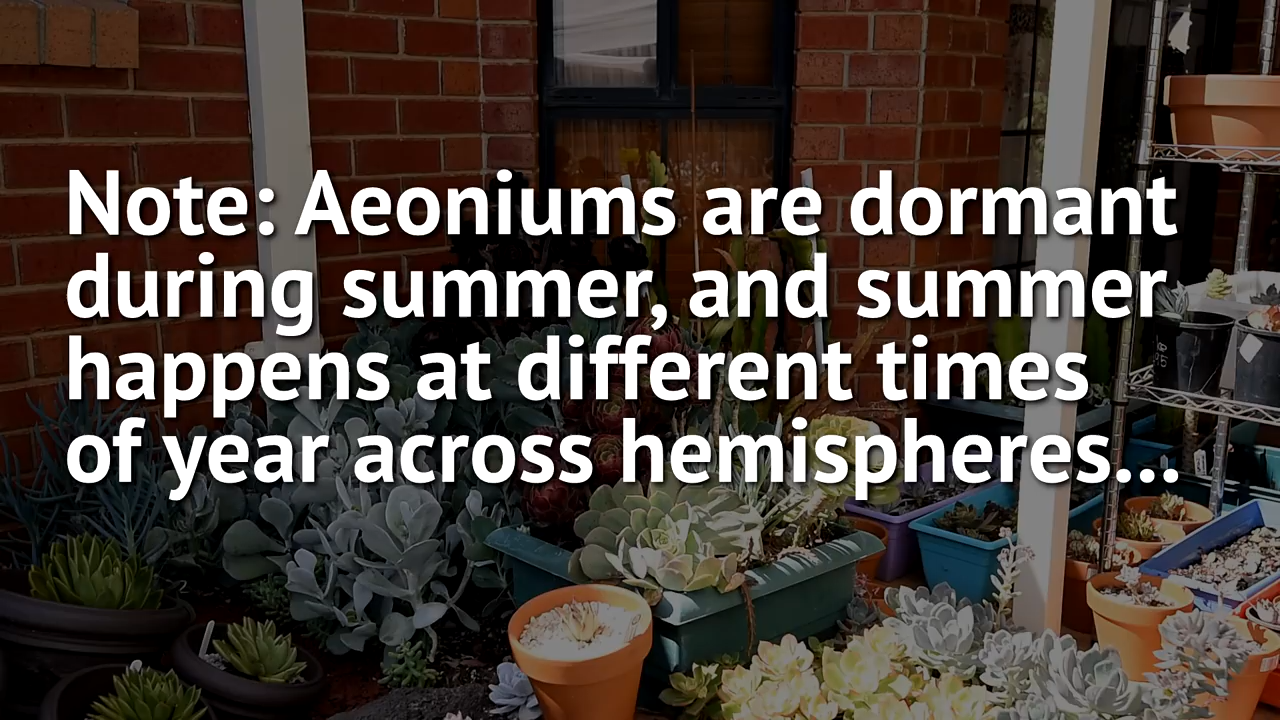 Note: Aeoniums are dormant
during summer, and summer
happens at different times
of year across hemispheres...